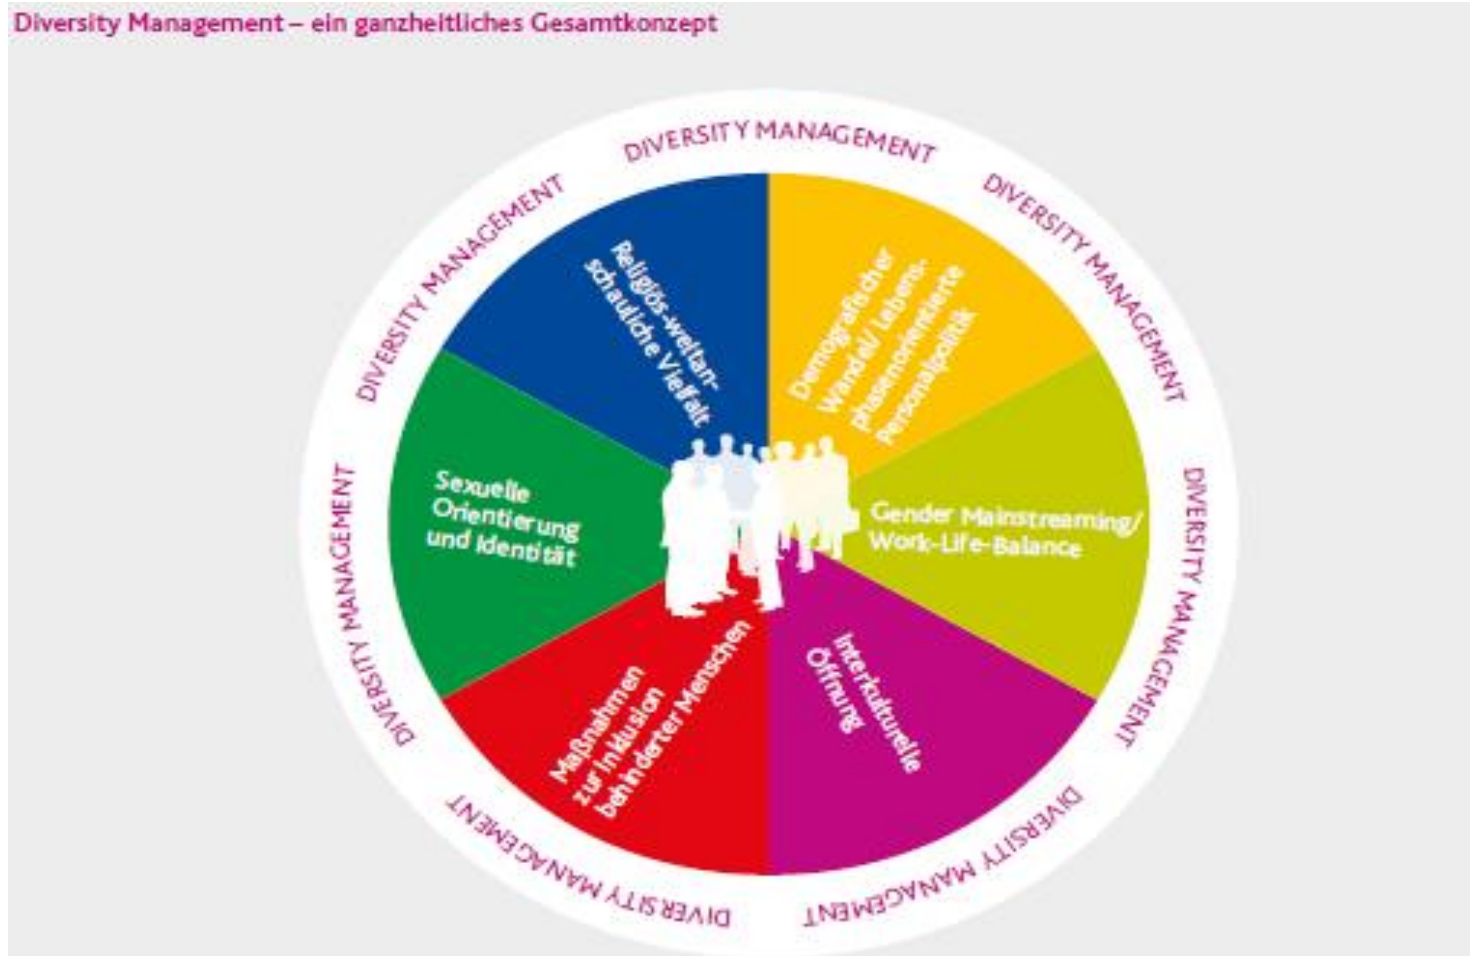 Diversity Management – ein ganzheitliches Gesamtkonzept
DIVERSITY MANAGEMENT
DIVERSITY MANAGEMENT
DIVERSITY MANAGEMENT
DIVERSITY MANAGEMENT
DIVERSITY MANAGEMENT
DIVERSITY MANAGEMENT
DIVERSITY MANAGEMENT
DIVERSITY MANAGEMENT
Demografischer
Wandel/ Lebens-
phasenorientierte
Personalpolitik
Gender Mainstreaming/
Work-Life-Balance
Interkulturelle
Öffnung
Maßnahmen
zur Inklusion
behinderter Menschen
Sexuelle
Orientierung
und Identität
Religiös-weltan-
schauliche Vielfalt